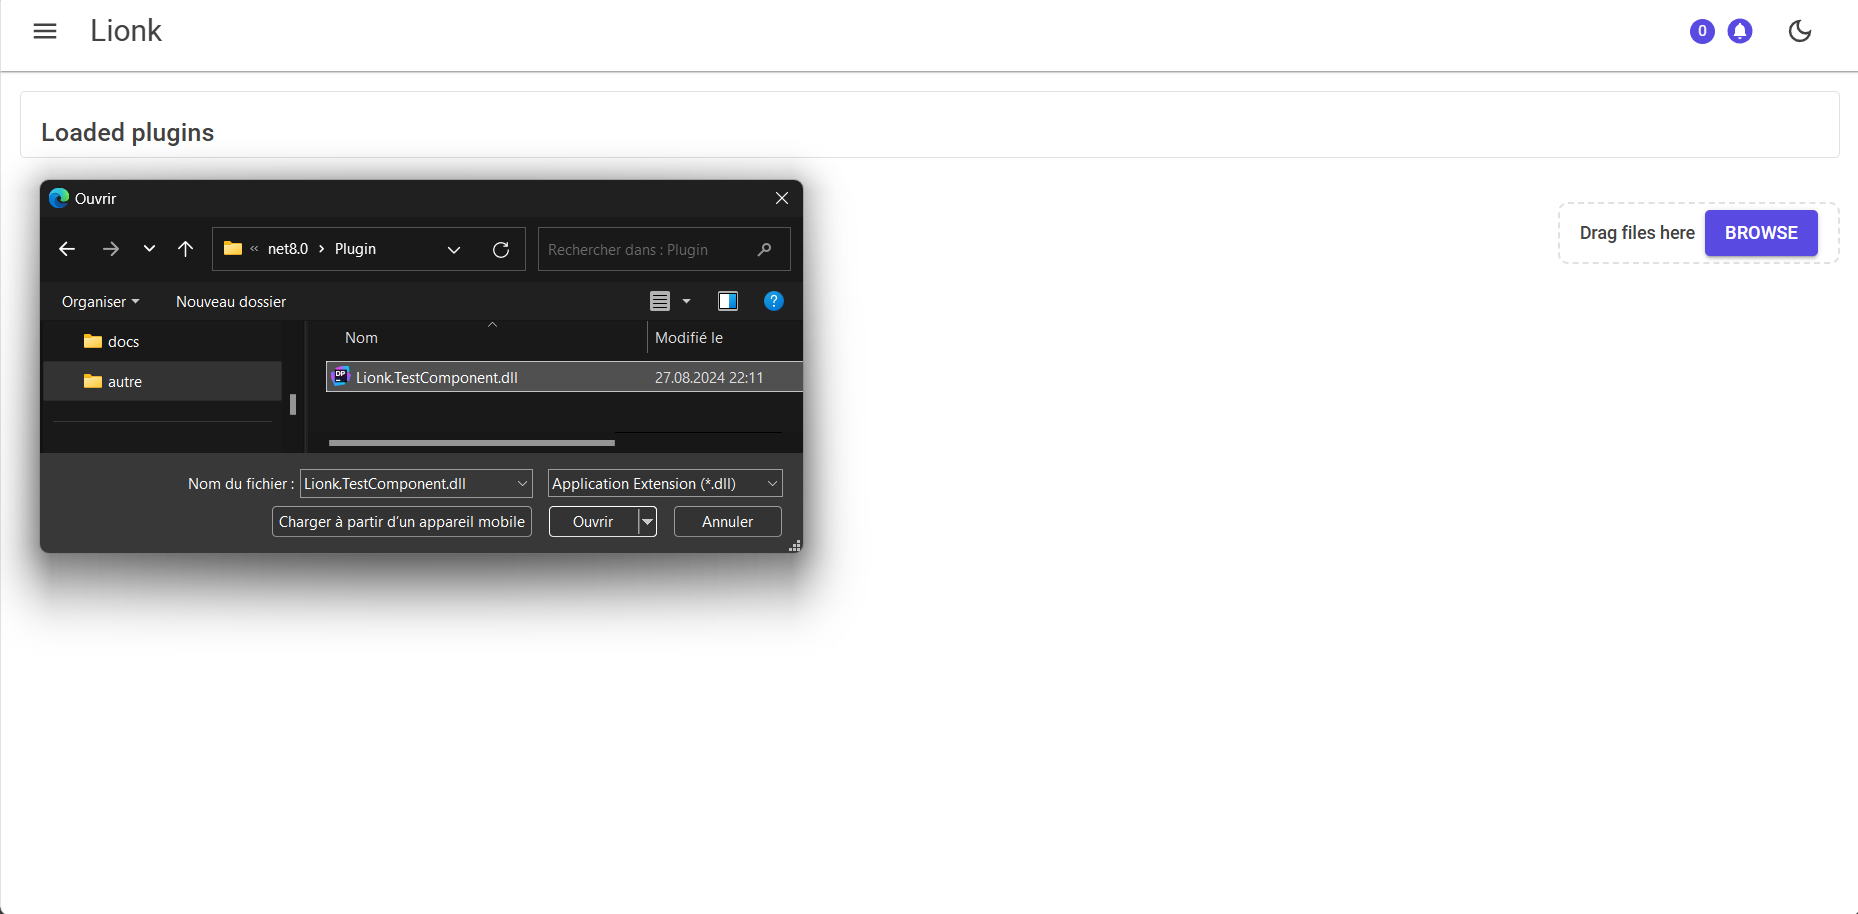 Lionk
0
Loaded plugins
Ouvrir
« net8.0 › Plugin
Rechercher dans : Plugin
Drag files here
BROWSE
Organiser
Nouveau dossier
?
Nom
Modifié le
docs
autre
DP
Lionk.TestComponent.dll
27.08.2024 22:11
Nom du fichier :
Lionk.TestComponent.dll
Application Extension (*.dll)
Charger à partir d’un appareil mobile
Ouvrir
Annuler